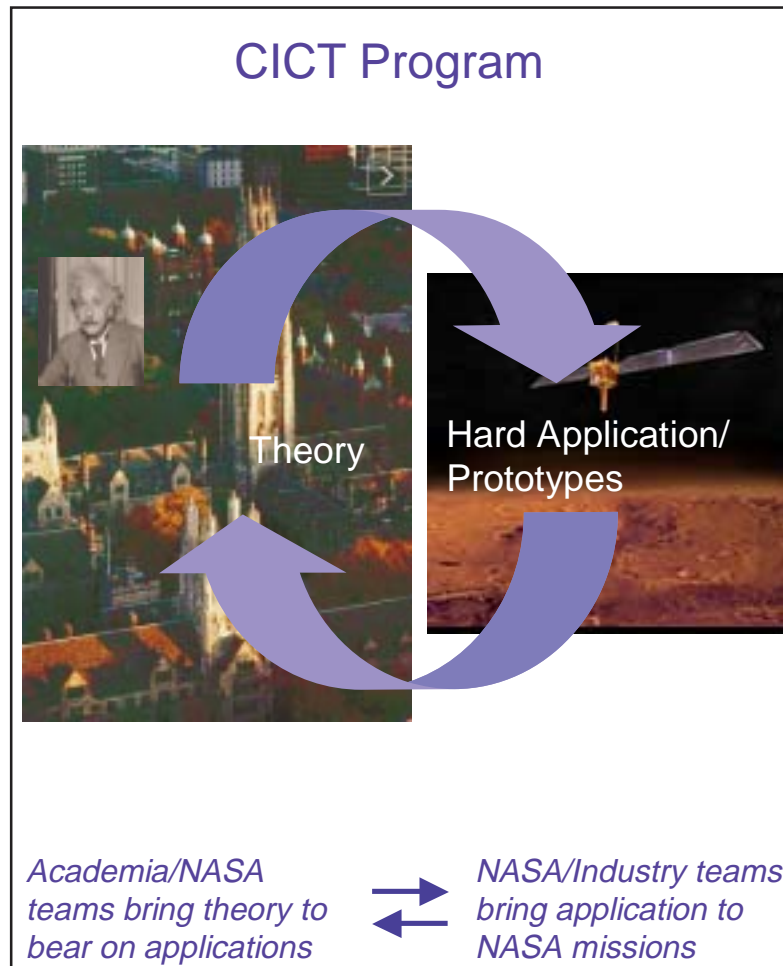 CICT Program
Theory
Hard Application/
Prototypes
Academia/NASA
teams bring theory to
bear on applications
NASA/Industry teams
bring application to
NASA missions